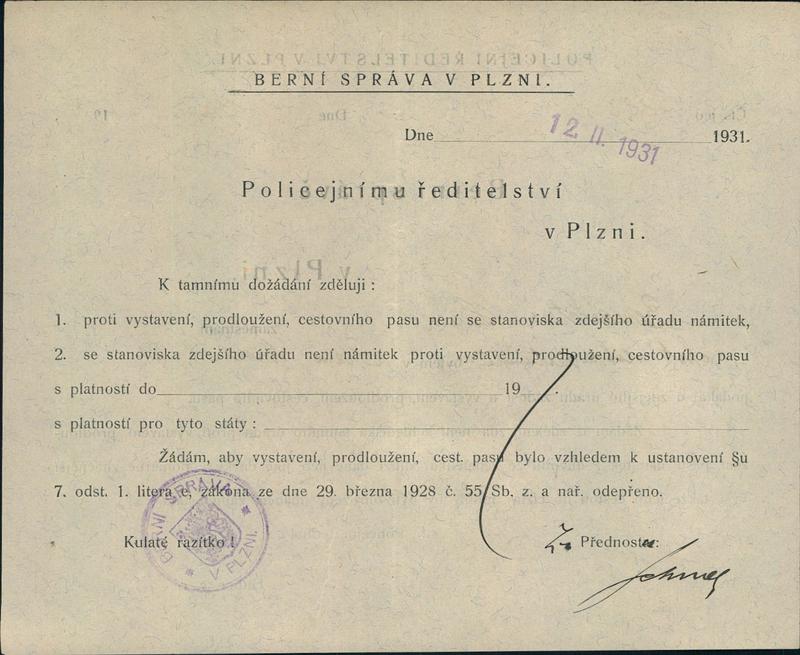 BERNÍ SPRÁVA V PLZNI.
Dne 12. II. 1931 1931.
Policejnímu ředitelství
v Plzni.
K tamnímu dožádání zděluji :
1. proti vystavení, prodloužení, cestovního pasu není se stanoviska zdejšího úřadu námitek,
2. se stanoviska zdejšího úřadu není námitek proti vystavení, prodloužení, cestovního pasu
s platností do 19 .
s platností pro tyto státy :
Žádám, aby vystavení, prodloužení, cest. pasu bylo vzhledem k ustanovení §u
7. odst. 1. litera e, zákona ze dne 29. března 1928 č. 55 Sb. z. a nař. odepřeno.
Kulaté razítko !
BERNÍ SPRÁVA
V PLZNI.
Za Přednosta: